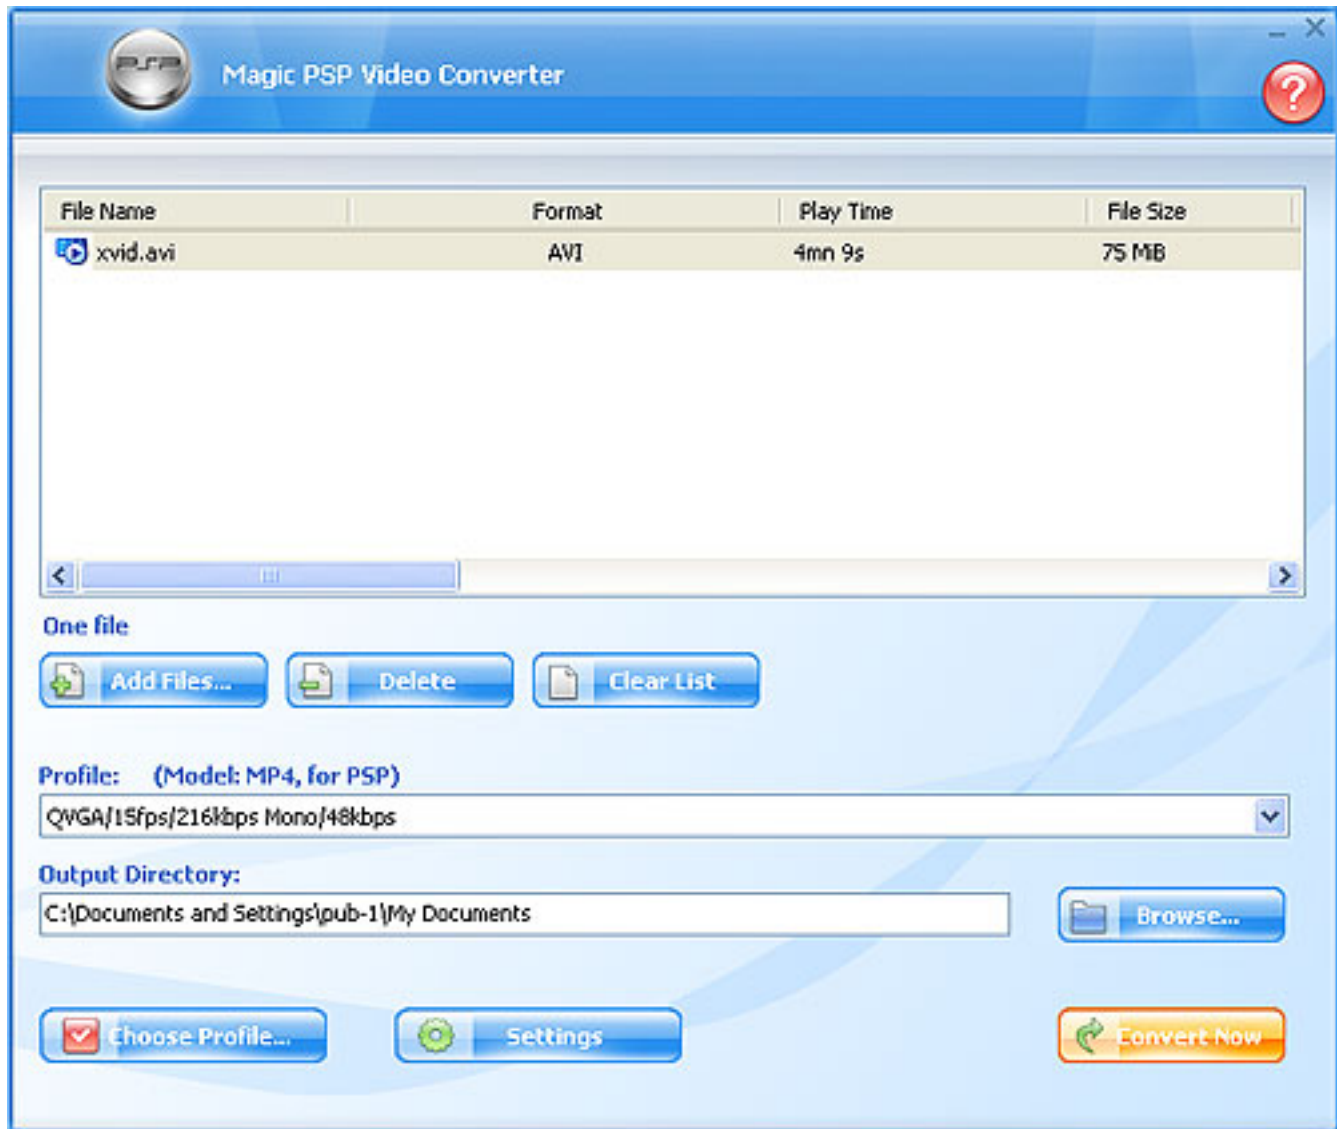 PSP
Magic PSP Video Converter
?
File Name Format Play Time File Size
xvid.avi AVI 4mn 9s 75 MiB
One file
Add Files... Delete Clear List
Profile: (Model: MP4, for PSP)
QVGA/15fps/216kbps Mono/48kbps
Output Directory:
C:\Documents and Settings\pub-1\My Documents
Browse...
Choose Profile... Settings Convert Now